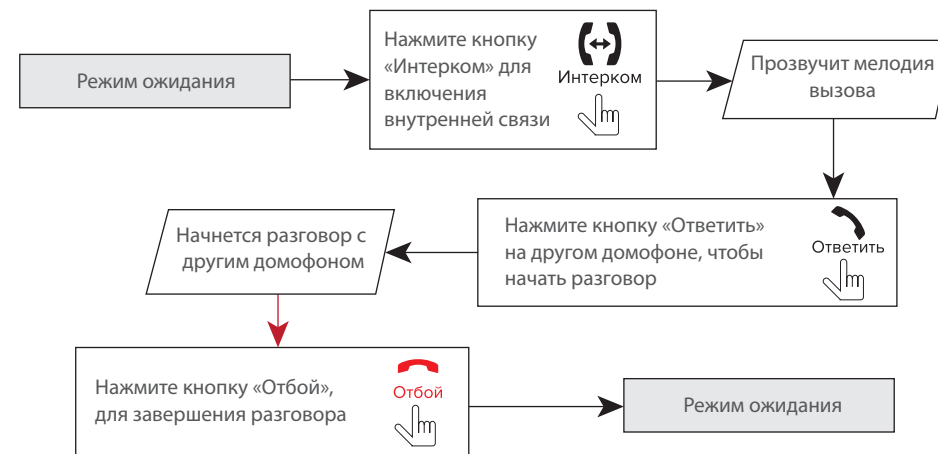 Режим ожидания
Нажмите кнопку
«Интерком» для
включения
внутренней связи
Интерком
Прозвучит мелодия
вызова
Нажмите кнопку «Ответить»
на другом домофоне, чтобы
начать разговор
Ответить
Начнется разговор с
другим домофоном
Нажмите кнопку «Отбой»,
для завершения разговора
Отбой
Режим ожидания